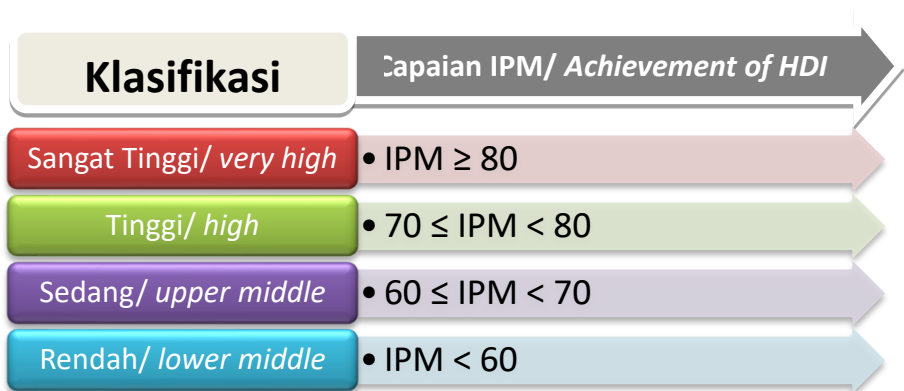 Klasifikasi
Capaian IPM/ Achievement of HDI
Sangat Tinggi/ very high
• IPM ≥ 80
Tinggi/ high
• 70 ≤ IPM < 80
Sedang/ upper middle
• 60 ≤ IPM < 70
Rendah/ lower middle
• IPM < 60